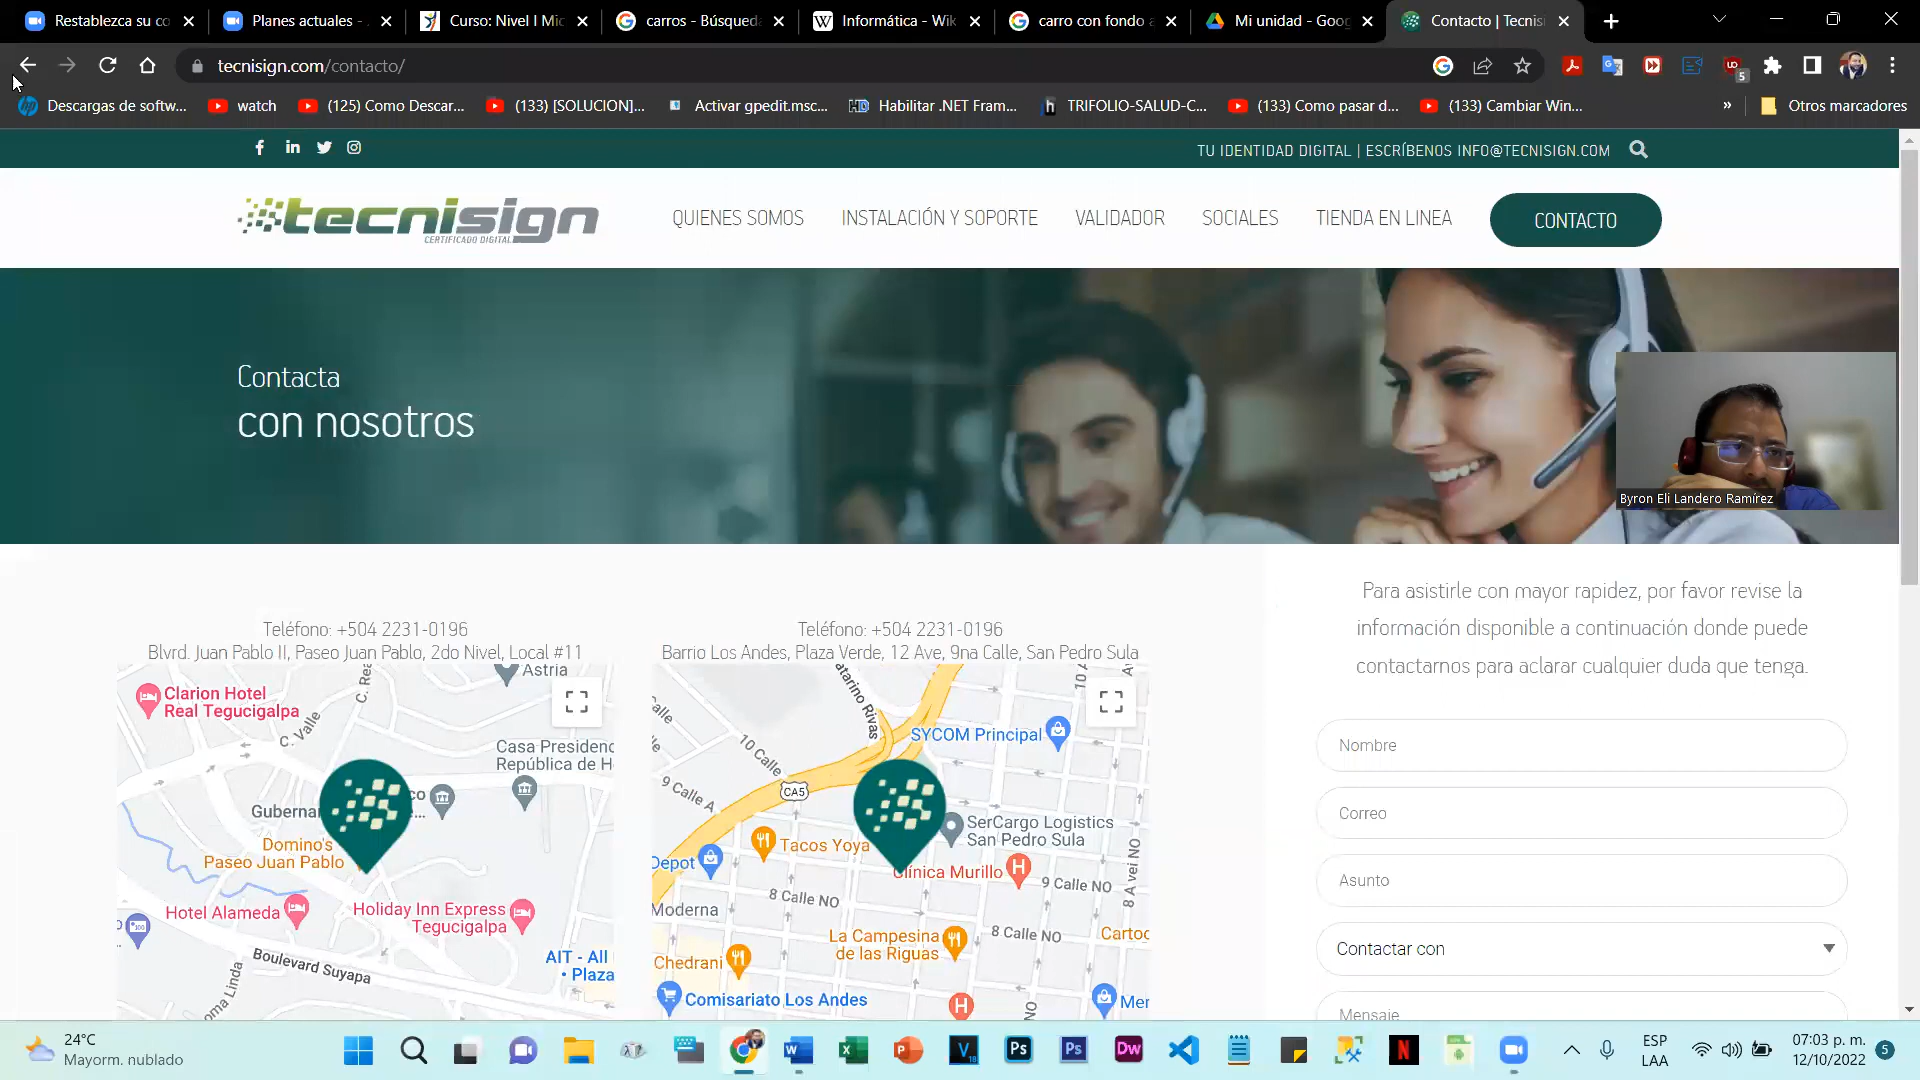 Restablezca su co
Planes actuales -
Curso: Nivel I Mic
carros - Búsqueda
Informática - Wik
carro con fondo a
Mi unidad - Goog
Contacto | Tecnisi
tecnisign.com/contacto/
5
Descargas de softw...
watch
(125) Como Descar...
(133) [SOLUCION]...
Activar gpedit.msc...
Habilitar .NET Fram...
TRIFOLIO-SALUD-C...
(133) Como pasar d...
(133) Cambiar Win...
»
Otros marcadores
TU IDENTIDAD DIGITAL | ESCRÍBENOS INFO@TECNISIGN.COM
tecnisign
CERTIFICADO DIGITAL
QUIENES SOMOS
INSTALACIÓN Y SOPORTE
VALIDADOR
SOCIALES
TIENDA EN LINEA
CONTACTO
Contacta
con nosotros
Byron Eli Landero Ramírez
Teléfono: +504 2231-0196
Blvrd. Juan Pablo II, Paseo Juan Pablo, 2do Nivel, Local #11
Astria
Clarion Hotel
Real Tegucigalpa
C. Rea
C. Valle
Casa Presidenc
República de H
Guberna
co
...
Domino's
Paseo Juan Pablo
Hotel Alameda
Holiday Inn Express
Tegucigalpa
Boulevard Suyapa
AIT - All
• Plaza
oma Linda
Teléfono: +504 2231-0196
Barrio Los Andes, Plaza Verde, 12 Ave, 9na Calle, San Pedro Sula
atarino Rivas
calle
10 Calle
9 Calle A
CA5
SYCOM Principal
SerCargo Logistics
San Pedro Sula
Tacos Yoya
Depot
Clínica Murillo
9 Calle NO
8 A vei NO
8 Calle NO
Moderna
8 Calle NO
La Campesina
de las Riguas
Cartoc
Chedrani
Comisariato Los Andes
Mer
Para asistirle con mayor rapidez, por favor revise la
información disponible a continuación donde puede
contactarnos para aclarar cualquier duda que tenga.
Nombre
Correo
Asunto
Contactar con
Mensaje
24°C
Mayorm. nublado
ESP
LAA
07:03 p. m.
12/10/2022
5